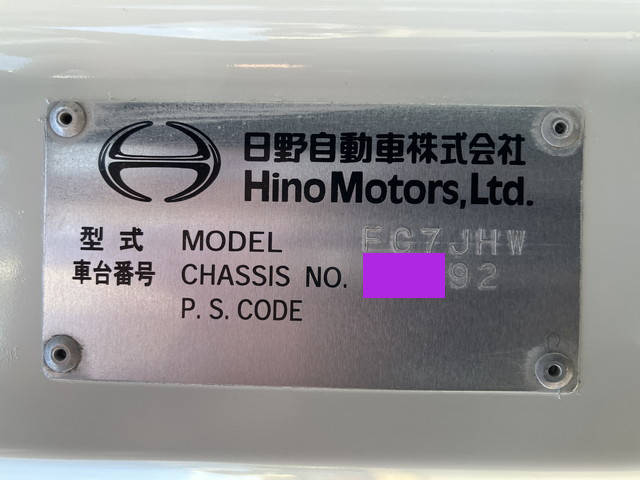 日野自動車株式会社
Hino Motors, Ltd.
型式 MODEL FC7JHW
車台番号 CHASSIS NO. 92
P. S. CODE